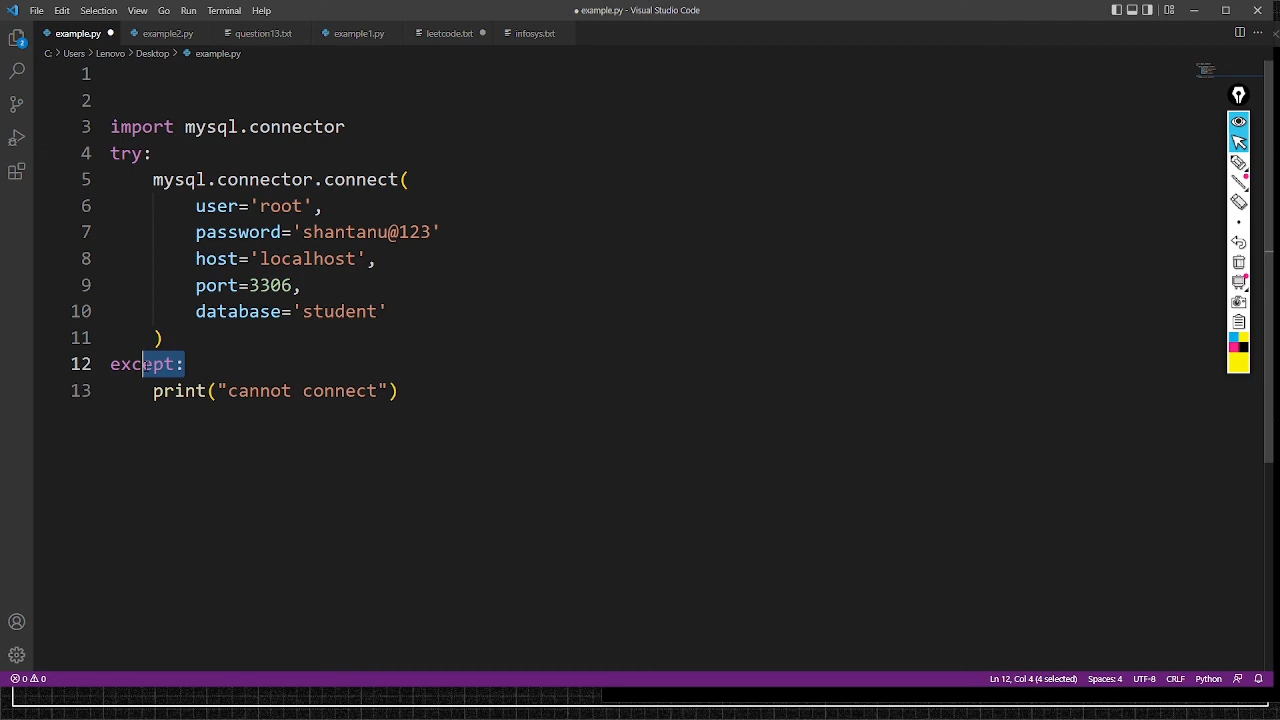 File Edit Selection View Go Run Terminal Help
● example.py - Visual Studio Code
example.py ● example2.py question13.txt example1.py leetcode.txt ● infosys.txt
C: > Users > Lenovo > Desktop > example.py
1
2
3 import mysql.connector
4 try:
5     mysql.connector.connect(
6         user='root',
7         password='shantanu@123'
8         host='localhost',
9         port=3306,
10         database='student'
11     )
12 except:
13     print("cannot connect")
2
0 0
Ln 12, Col 4 (4 selected) Spaces: 4 UTF-8 CRLF Python